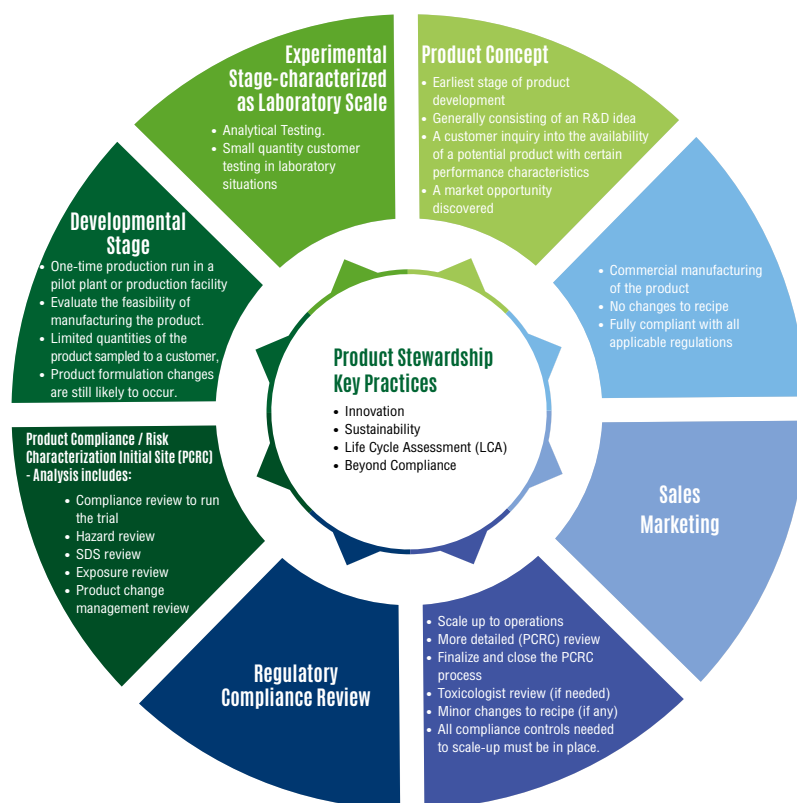 Experimental
Stage-characterized
as Laboratory Scale
• Analytical Testing.
• Small quantity customer
testing in laboratory
situations
Product Concept
• Earliest stage of product
development
• Generally consisting of an R&D idea
• A customer inquiry into the availability
of a potential product with certain
performance characteristics
• A market opportunity
discovered
Developmental
Stage
• One-time production run in a
pilot plant or production facility
• Evaluate the feasibility of
manufacturing the product.
• Limited quantities of the
product sampled to a customer,
• Product formulation changes
are still likely to occur.
• Commercial manufacturing
of the product
• No changes to recipe
• Fully compliant with all
applicable regulations
Product Stewardship
Key Practices
• Innovation
• Sustainability
• Life Cycle Assessment (LCA)
• Beyond Compliance
Product Compliance / Risk
Characterization Initial Site (PCRC)
- Analysis includes:
• Compliance review to run
the trial
• Hazard review
• SDS review
• Exposure review
• Product change
management review
Sales
Marketing
Regulatory
Compliance Review
• Scale up to operations
• More detailed (PCRC) review
• Finalize and close the PCRC
process
• Toxicologist review (if needed)
• Minor changes to recipe (if any)
• All compliance controls needed
to scale-up must be in place.